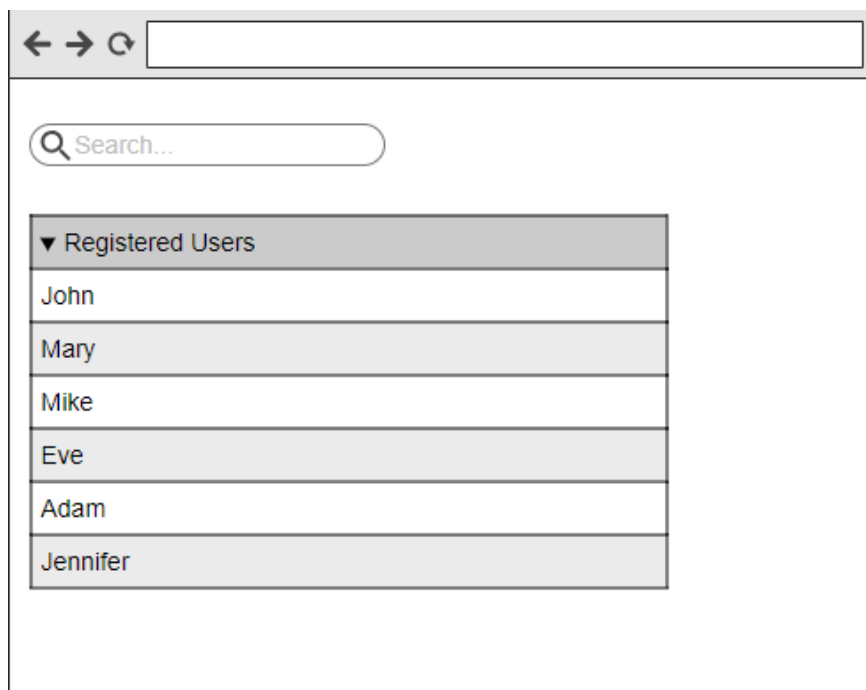 Search...
Registered Users
John
Mary
Mike
Eve
Adam
Jennifer